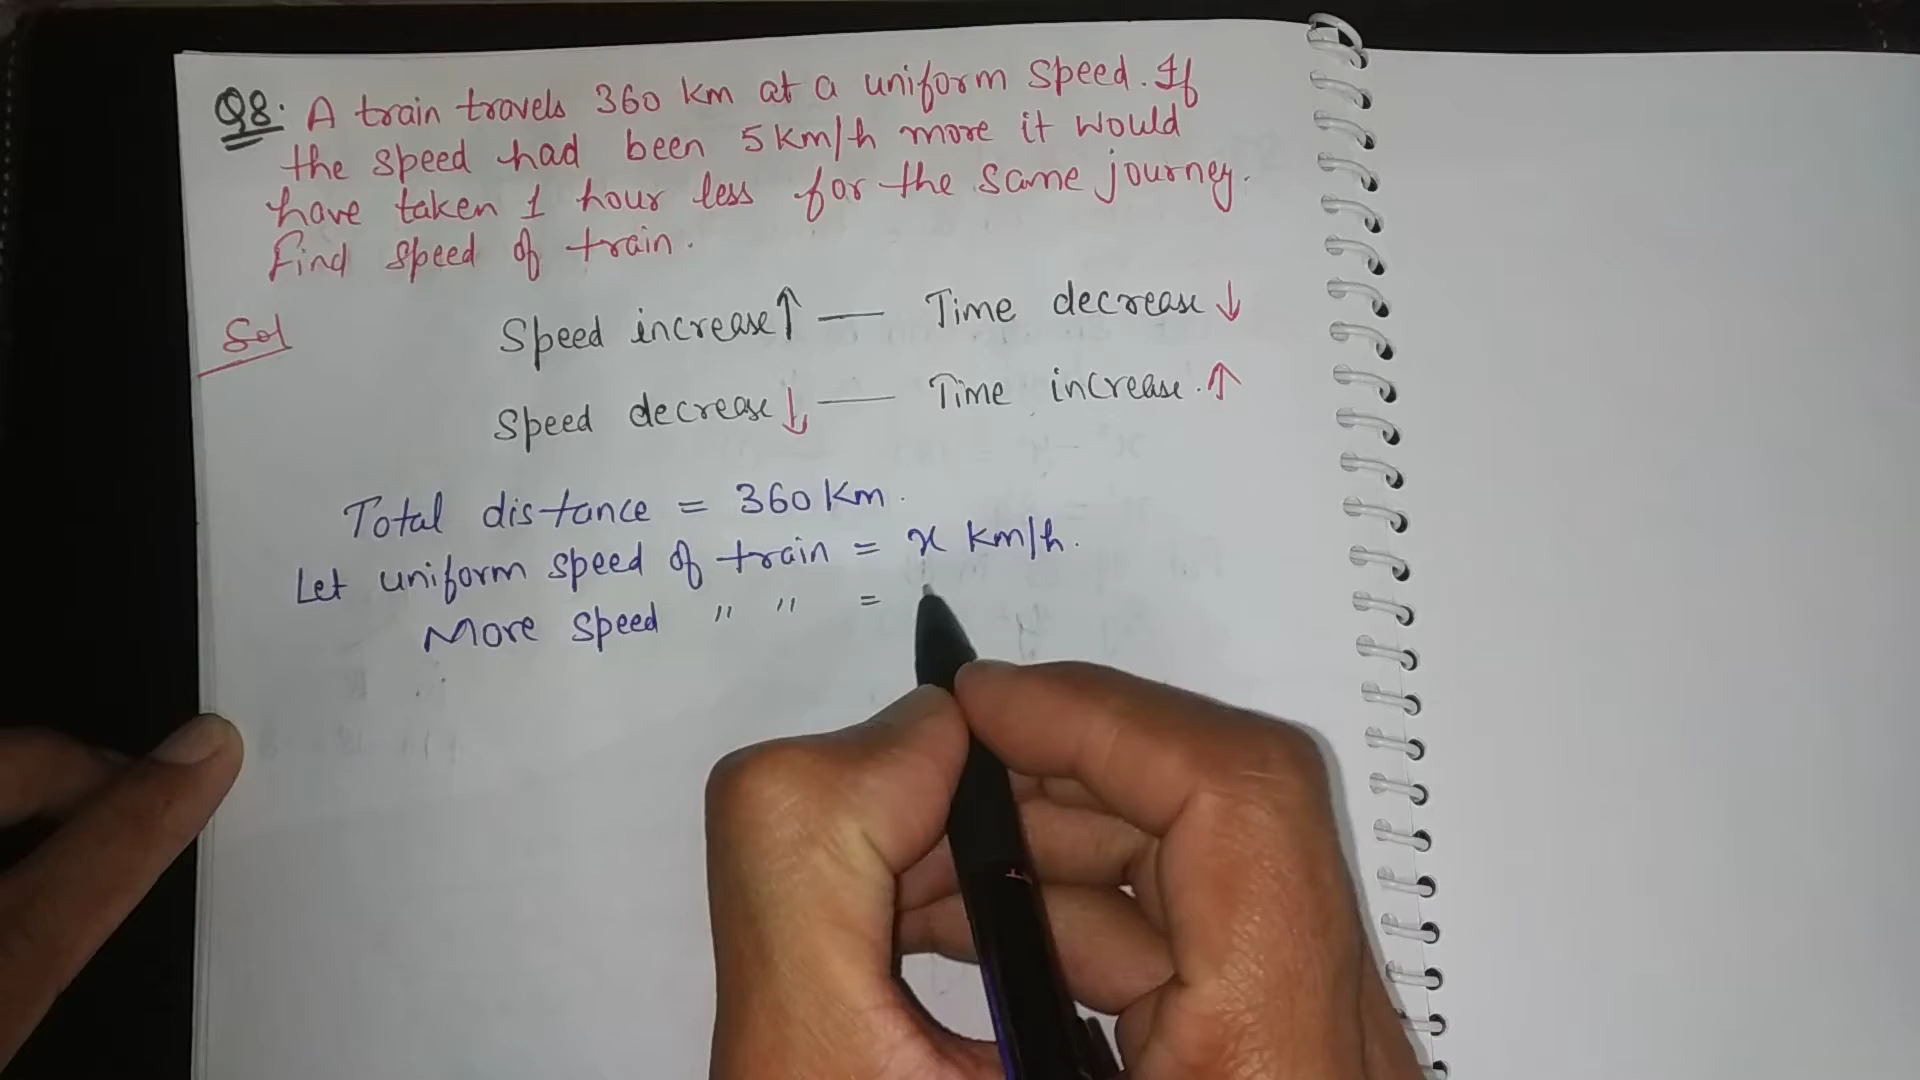 Q8: A train travels 360 km at a uniform speed. If
the speed had been 5 km/h more it would
have taken 1 hour less for the same journey.
Find speed of train.
Sol
Speed increase ↑ — Time decrease ↓
Speed decrease ↓ — Time increase. ↑
Total distance = 360 Km.
Let uniform speed of train = x km/h.
More speed " " =